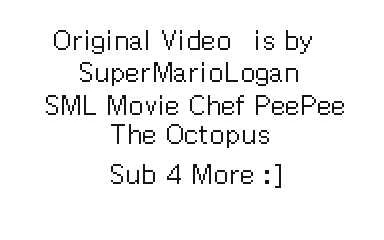 Original Video is by
SuperMarioLogan
SML Movie Chef PeePee
The Octopus
Sub 4 More :]